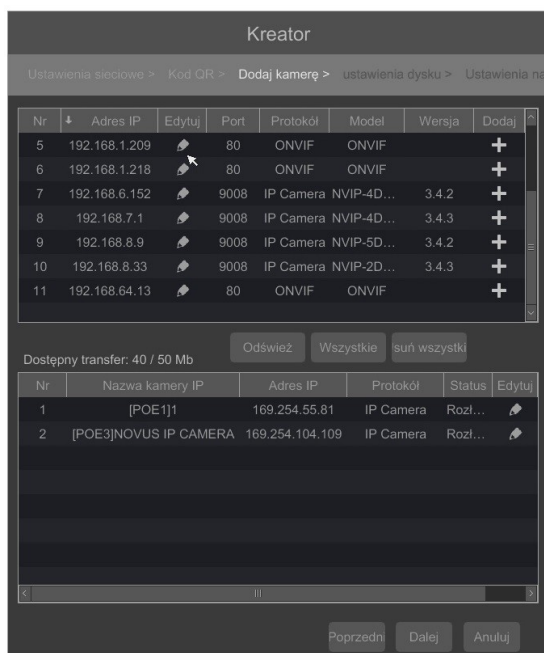 Kreator
Ustawienia sieciowe > Kod QR > Dodaj kamerę > ustawienia dysku > Ustawienia na
Nr Adres IP Edytuj Port Protokół Model Wersja Dodaj
5 192.168.1.209 80 ONVIF ONVIF
6 192.168.1.218 80 ONVIF ONVIF
7 192.168.6.152 9008 IP Camera NVIP-4D... 3.4.2
8 192.168.7.1 9008 IP Camera NVIP-4D... 3.4.3
9 192.168.8.9 9008 IP Camera NVIP-5D... 3.4.2
10 192.168.8.33 9008 IP Camera NVIP-2D... 3.4.3
11 192.168.64.13 80 ONVIF ONVIF
Dostępny transfer: 40 / 50 Mb Odśwież Wszystkie suń wszystki
Nr Nazwa kamery IP Adres IP Protokół Status Edytuj
1 [POE1]1 169.254.55.81 IP Camera Rozł...
2 [POE3]NOVUS IP CAMERA 169.254.104.109 IP Camera Rozł...
Poprzedni Dalej Anuluj